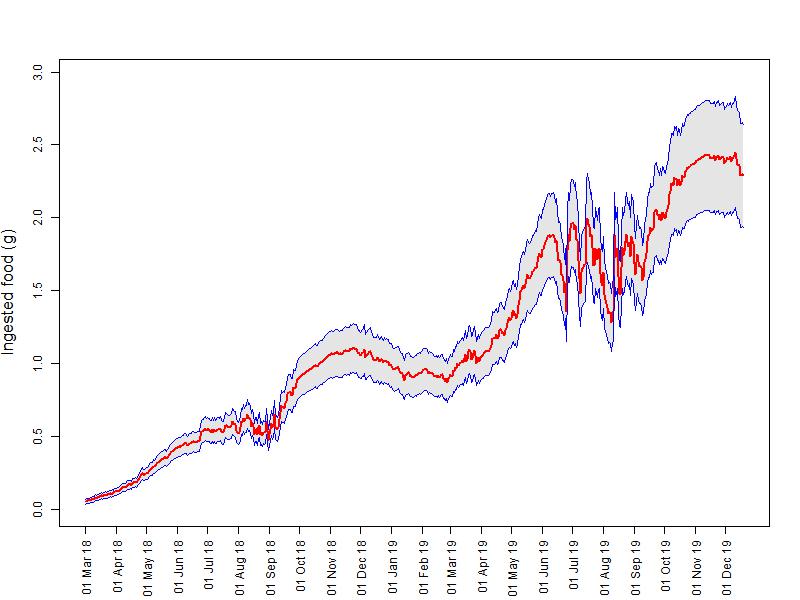 Ingested food (g)
3.0
2.5
2.0
1.5
1.0
0.5
0.0
01 Mar 18
01 Apr 18
01 May 18
01 Jun 18
01 Jul 18
01 Aug 18
01 Sep 18
01 Oct 18
01 Nov 18
01 Dec 18
01 Jan 19
01 Feb 19
01 Mar 19
01 Apr 19
01 May 19
01 Jun 19
01 Jul 19
01 Aug 19
01 Sep 19
01 Oct 19
01 Nov 19
01 Dec 19